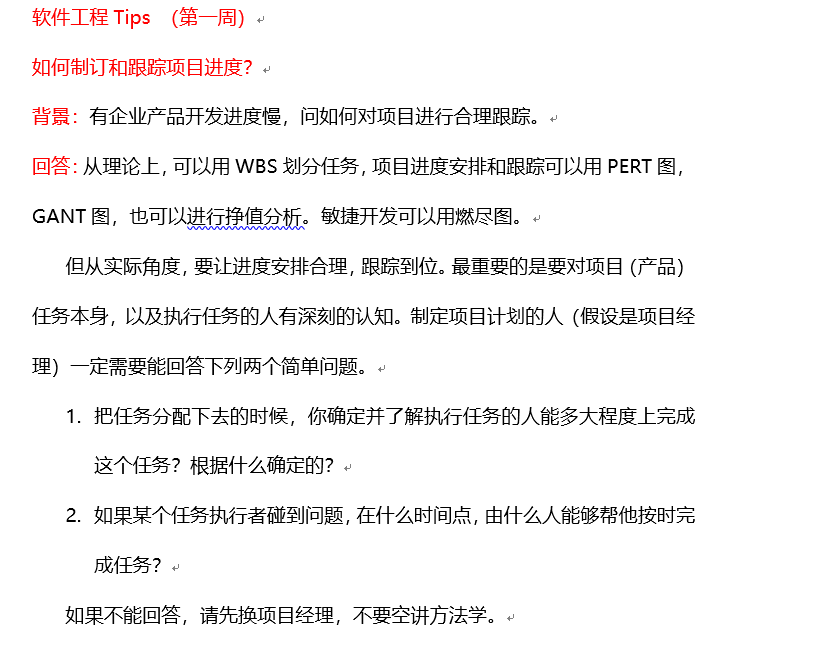 软件工程 Tips （第一周）
如何制订和跟踪项目进度？
背景：有企业产品开发进度慢，问如何对项目进行合理跟踪。
回答：从理论上，可以用 WBS 划分任务，项目进度安排和跟踪可以用 PERT 图，
GANT 图，也可以进行挣值分析。敏捷开发可以用燃尽图。
但从实际角度，要让进度安排合理，跟踪到位。最重要的是要对项目（产品）
任务本身，以及执行任务的人有深刻的认知。制定项目计划的人（假设是项目经
理）一定需要能回答下列两个简单问题。
1. 把任务分配下去的时候，你确定并了解执行任务的人能多大程度上完成
这个任务？根据什么确定的？
2. 如果某个任务执行者碰到问题，在什么时间点，由什么人能够帮他按时完
成任务？
如果不能回答，请先换项目经理，不要空讲方法学。